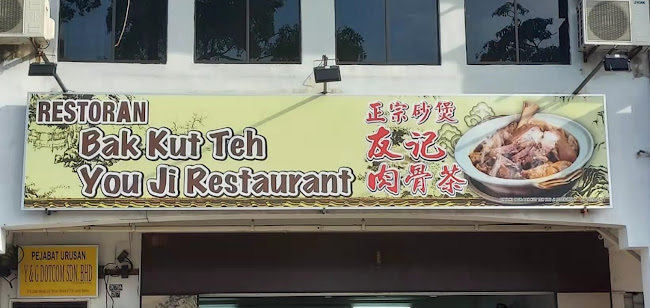 RESTORAN
Bak Kut Teh
You Ji Restaurant
正宗砂煲
友记
肉骨茶
PEJABAT URUSAN
Y & G DOTCOM SDN. BHD